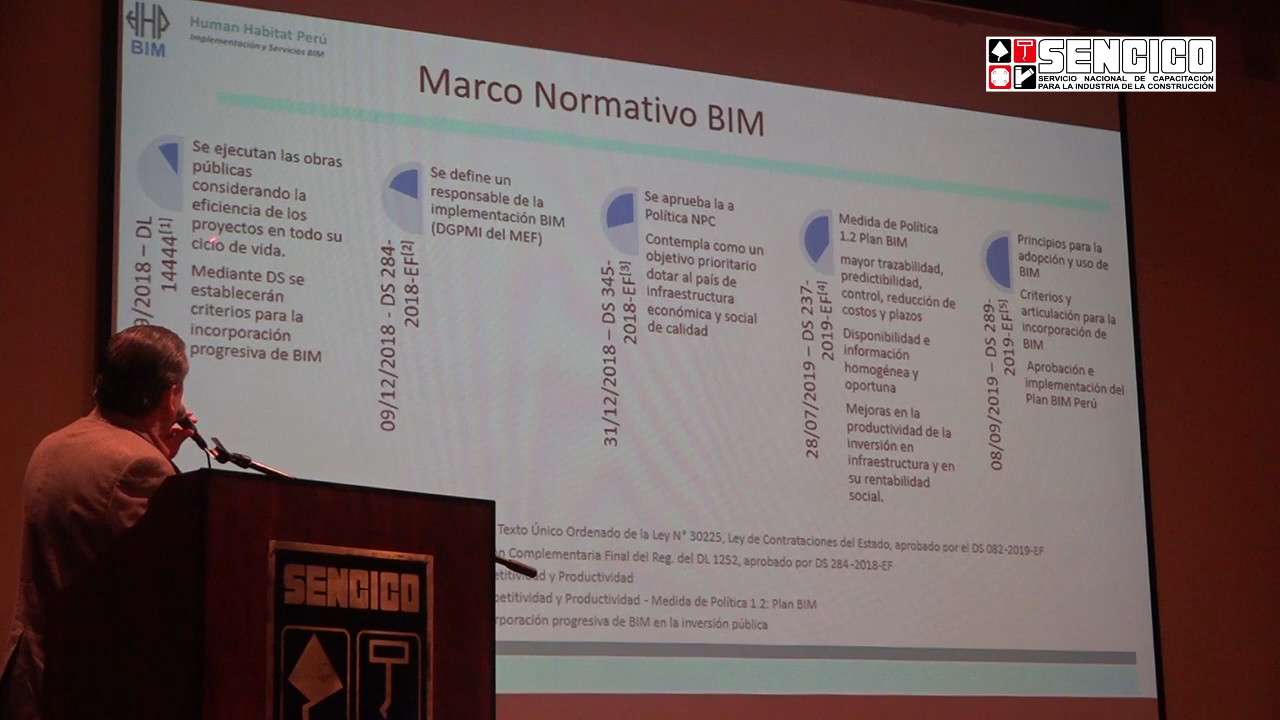 BIM
Human Habitat Perú
Implementación y Servicios BIM
SENCICO
SERVICIO NACIONAL DE CAPACITACIÓN
PARA LA INDUSTRIA DE LA CONSTRUCCIÓN
Marco Normativo BIM
9/2018 – DL
14444[1]
Se ejecutan las obras
públicas
considerando la
eficiencia de los
proyectos en todo su
ciclo de vida.
Mediante DS se
establecerán
criterios para la
incorporación
progresiva de BIM
09/12/2018 - DS 284-
2018-EF[2]
Se define un
responsable de la
implementación BIM
(DGPMI del MEF)
31/12/2018 – DS 345-
2018-EF[3]
Se aprueba la a
Política NPC
Contempla como un
objetivo prioritario
dotar al país de
infraestructura
económica y social
de calidad
28/07/2019 – DS 237-
2019-EF[4]
Medida de Política
1.2 Plan BIM
mayor trazabilidad,
predictibilidad,
control, reducción de
costos y plazos
Disponibilidad e
información
homogénea y
oportuna
Mejoras en la
productividad de la
inversión en
infraestructura y en
su rentabilidad
social.
08/09/2019 – DS 289-
2019-EF[5]
Principios para la
adopción y uso de
BIM
Criterios y
articulación para la
incorporación de
BIM
Aprobación e
implementación del
Plan BIM Perú
Texto Único Ordenado de la Ley N° 30225, Ley de Contrataciones del Estado, aprobado por el DS 082-2019-EF
n Complementaria Final del Reg. del DL 1252, aprobado por DS 284-2018-EF
etitividad y Productividad
petitividad y Productividad - Medida de Política 1.2: Plan BIM
rporación progresiva de BIM en la inversión pública
SENCICO